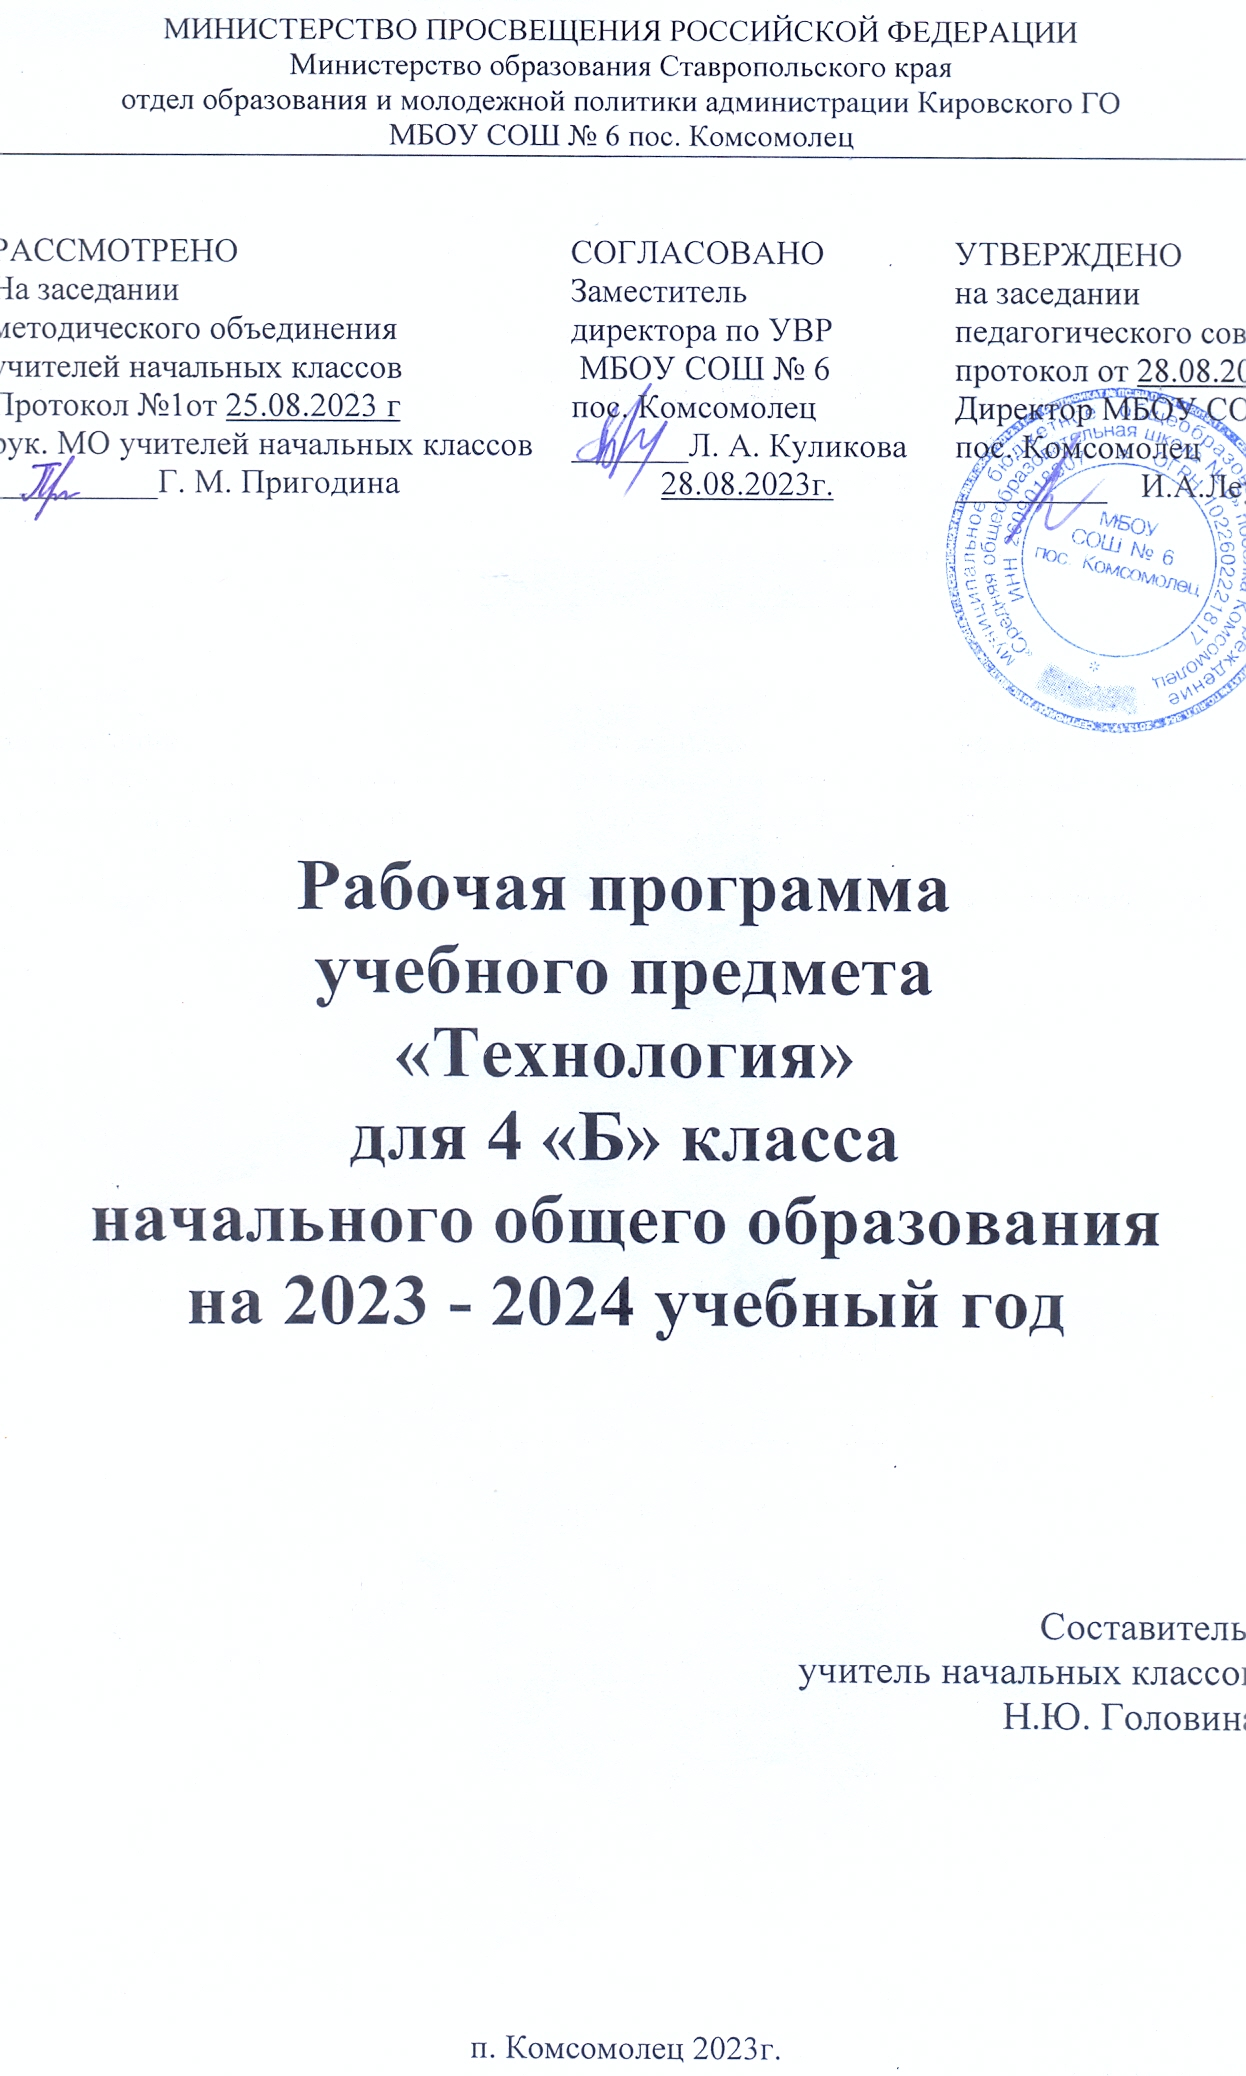 МИНИСТЕРСТВО ПРОСВЕЩЕНИЯ РОССИЙСКОЙ ФЕДЕРАЦИИ
Министерство образования Ставропольского края
отдел образования и молодежной политики администрации Кировского ГО
МБОУ СОШ № 6 пос. Комсомолец
РАССМОТРЕНО
На заседании
методического объединения
учителей начальных классов
Протокол №1от 25.08.2023 г
рук. МО учителей начальных классов
Г. М. Пригодина
СОГЛАСОВАНО
Заместитель
директора по УВР
МБОУ СОШ № 6
пос. Комсомолец
Л. А. Куликова
28.08.2023г.
УТВЕРЖДЕНО
на заседании
педагогического сов
протокол от 28.08.20
Директор МБОУ СО
пос. Комсомолец
И.А.Ле
МБОУ
СОШ № 6
пос. Комсомолец
ОГРН 1022602221817
Рабочая программа
учебного предмета
«Технология»
для 4 «Б» класса
начального общего образования
на 2023 - 2024 учебный год
Составитель
учитель начальных классов
Н.Ю. Головина
п. Комсомолец 2023г.